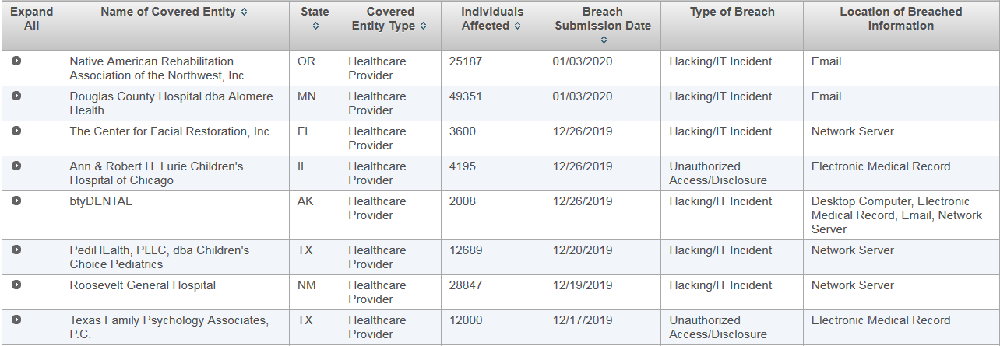 Expand All Name of Covered Entity State Covered Entity Type Individuals Affected Breach Submission Date Type of Breach Location of Breached Information
Native American Rehabilitation Association of the Northwest, Inc. OR Healthcare Provider 25187 01/03/2020 Hacking/IT Incident Email
Douglas County Hospital dba Alomere Health MN Healthcare Provider 49351 01/03/2020 Hacking/IT Incident Email
The Center for Facial Restoration, Inc. FL Healthcare Provider 3600 12/26/2019 Hacking/IT Incident Network Server
Ann & Robert H. Lurie Children's Hospital of Chicago IL Healthcare Provider 4195 12/26/2019 Unauthorized Access/Disclosure Electronic Medical Record
btyDENTAL AK Healthcare Provider 2008 12/26/2019 Hacking/IT Incident Desktop Computer, Electronic Medical Record, Email, Network Server
PediHEalth, PLLC, dba Children's Choice Pediatrics TX Healthcare Provider 12689 12/20/2019 Hacking/IT Incident Network Server
Roosevelt General Hospital NM Healthcare Provider 28847 12/19/2019 Hacking/IT Incident Network Server
Texas Family Psychology Associates, P.C. TX Healthcare Provider 12000 12/17/2019 Unauthorized Access/Disclosure Electronic Medical Record